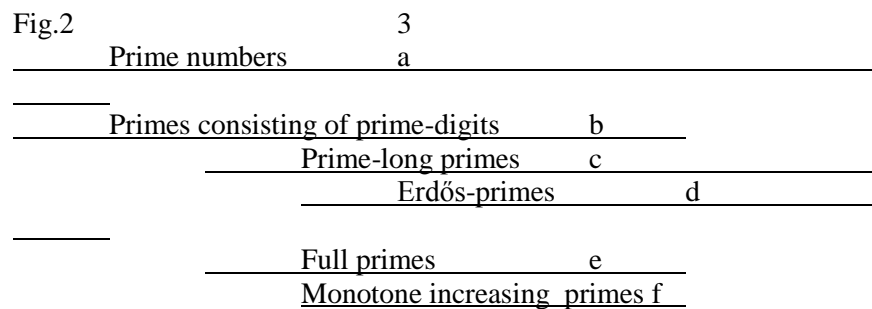 Fig.2 3
Prime numbers a
Primes consisting of prime-digits b
Prime-long primes c
Erdős-primes d
Full primes e
Monotone increasing primes f